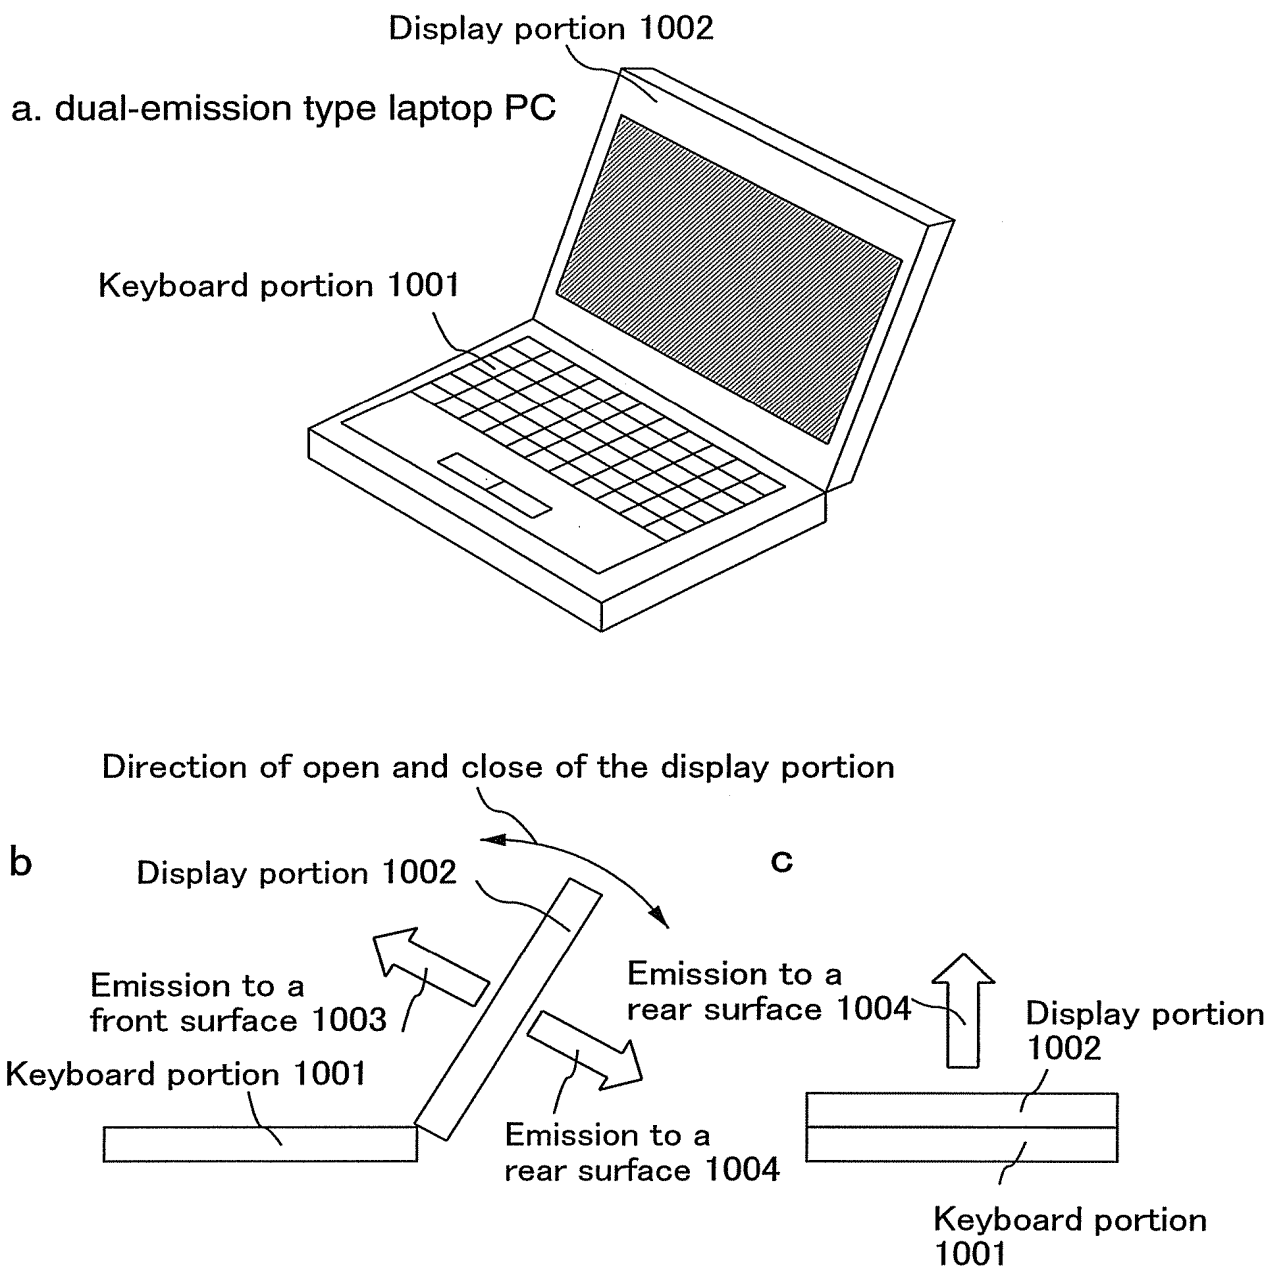 Display portion 1002
a. dual-emission type laptop PC
Keyboard portion 1001
Direction of open and close of the display portion
b
Display portion 1002
c
Emission to a
front surface 1003
Emission to a
rear surface 1004
Display portion
1002
Keyboard portion 1001
Emission to a
rear surface 1004
Keyboard portion
1001